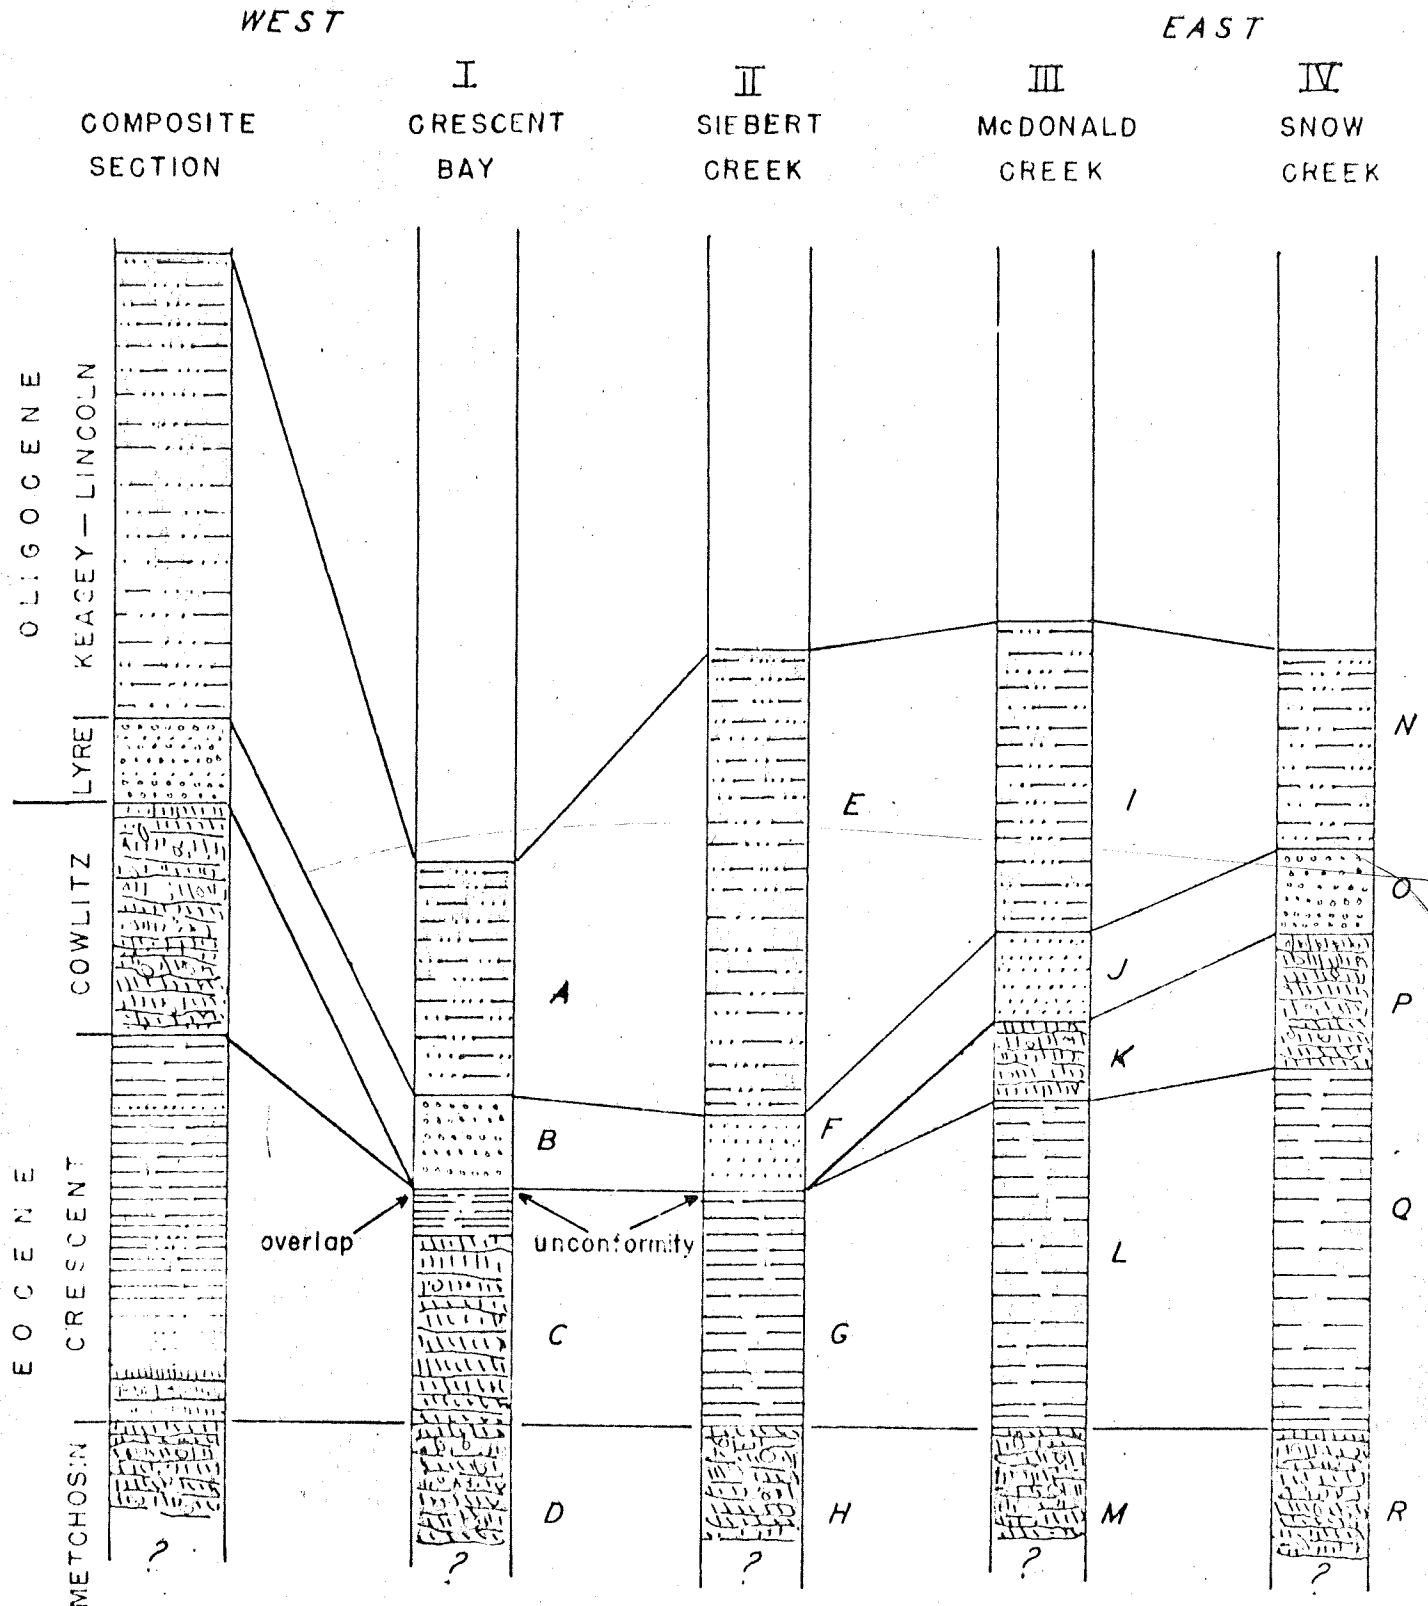 WEST
EAST
I
II
III
IV
COMPOSITE
SECTION
CRESCENT
BAY
SIEBERT
CREEK
McDONALD
CREEK
SNOW
CREEK
OLIGOCENE
KEASEY—LINCOLN
LYRE
COWLITZ
EOCENE
CRESCENT
METCHOSIN
A
B
C
D
E
F
G
H
I
J
K
L
M
N
O
P
Q
R
overlap
unconformity
?
?
?
?